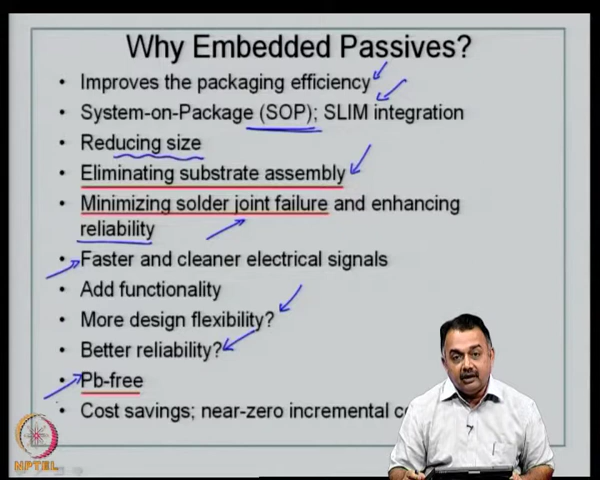 Why Embedded Passives?
• Improves the packaging efficiency
• System-on-Package (SOP); SLIM integration
• Reducing size
• Eliminating substrate assembly
• Minimizing solder joint failure and enhancing
reliability
• Faster and cleaner electrical signals
• Add functionality
• More design flexibility?
• Better reliability?
• Pb-free
• Cost savings; near-zero incremental
NPTEL